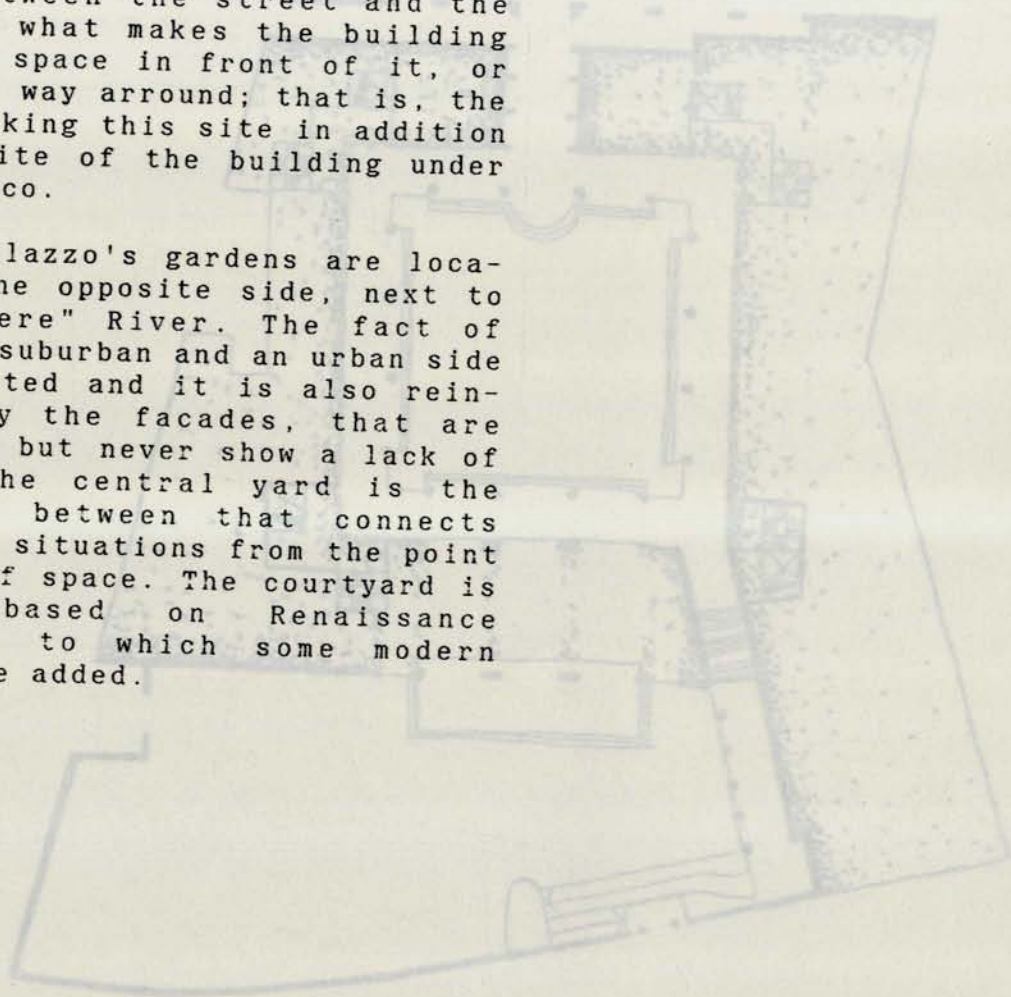 tween the street and the
what makes the building
space in front of it, or
way arround; that is, the
king this site in addition
ite of the building under
co.
lazzo's gardens are loca-
he opposite side, next to
ere" River. The fact of
suburban and an urban side
ted and it is also rein-
y the facades, that are
but never show a lack of
he central yard is the
between that connects
situations from the point
f space. The courtyard is
based on Renaissance
to which some modern
e added.